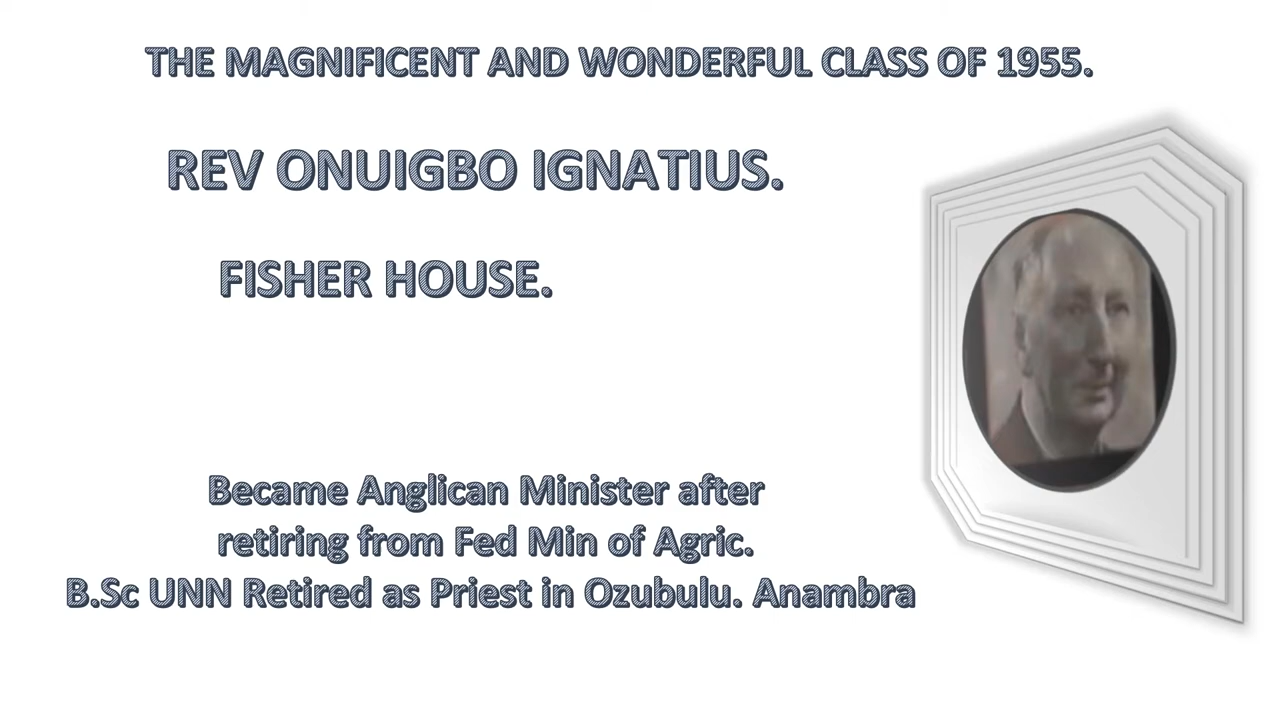 THE MAGNIFICENT AND WONDERFUL CLASS OF 1955.
REV ONUIGBO IGNATIUS.
FISHER HOUSE.
Became Anglican Minister after
retiring from Fed Min of Agric.
B.Sc UNN Retired as Priest in Ozubulu. Anambra